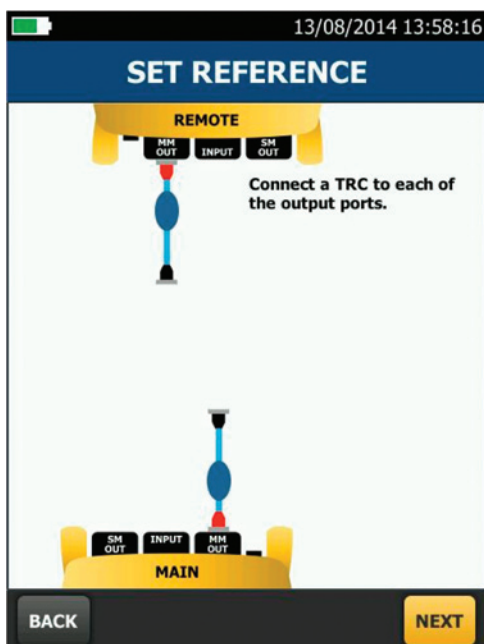 13/08/2014 13:58:16
SET REFERENCE
REMOTE
MM
OUT
INPUT
SM
OUT
Connect a TRC to each of
the output ports.
SM
OUT
INPUT
MM
OUT
MAIN
BACK
NEXT